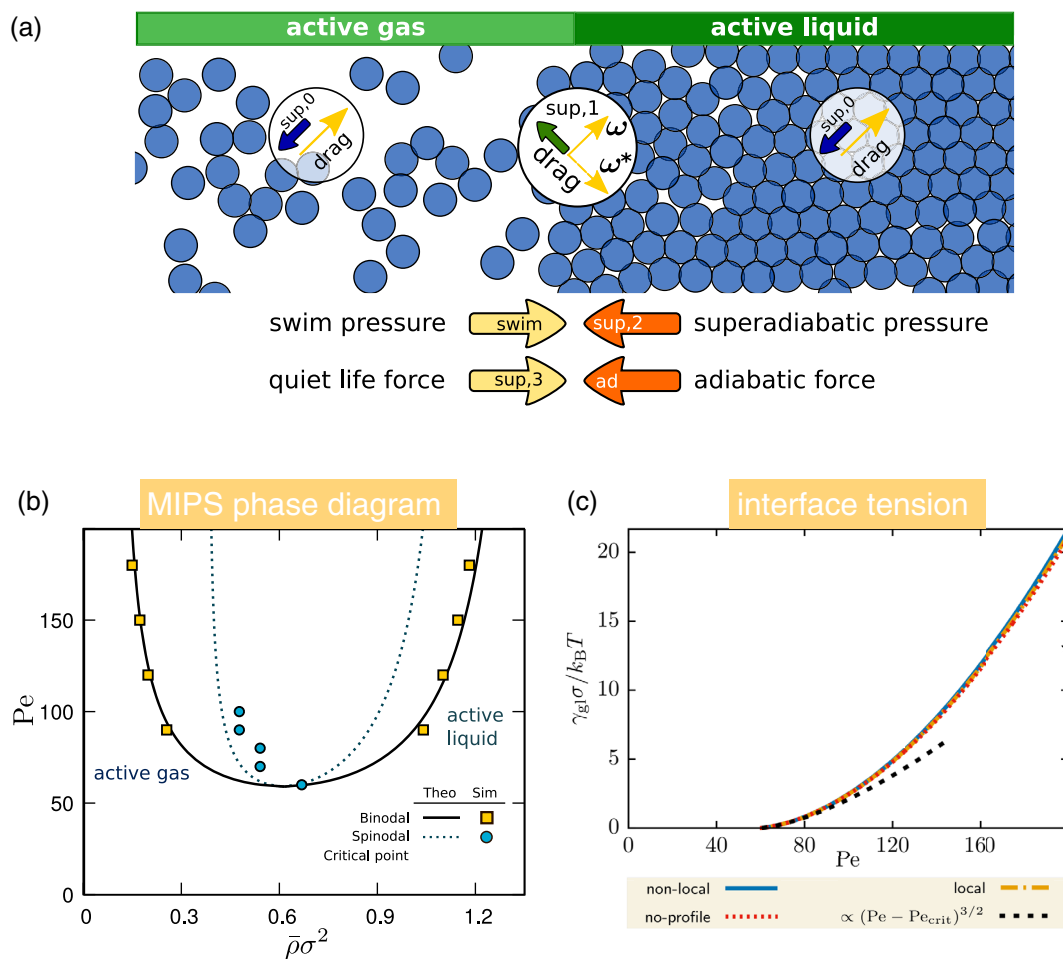 (a)
active gas
active liquid
sup,0
drag
sup,1
ω
ω*
drag
sup,0
drag
swim pressure
swim
sup,2
superadiabatic pressure
quiet life force
sup,3
ad
adiabatic force
(b)
MIPS phase diagram
Pe
150
100
50
0
0
0.3
0.6
0.9
1.2
ρ̄σ²
active gas
active liquid
Theo
Sim
Binodal
Spinodal
Critical point
(c)
interface tension
γ_gl σ/k_B T
20
15
10
5
0
0
40
80
120
160
Pe
non-local
local
no-profile
∝ (Pe − Pe_crit)^{3/2}